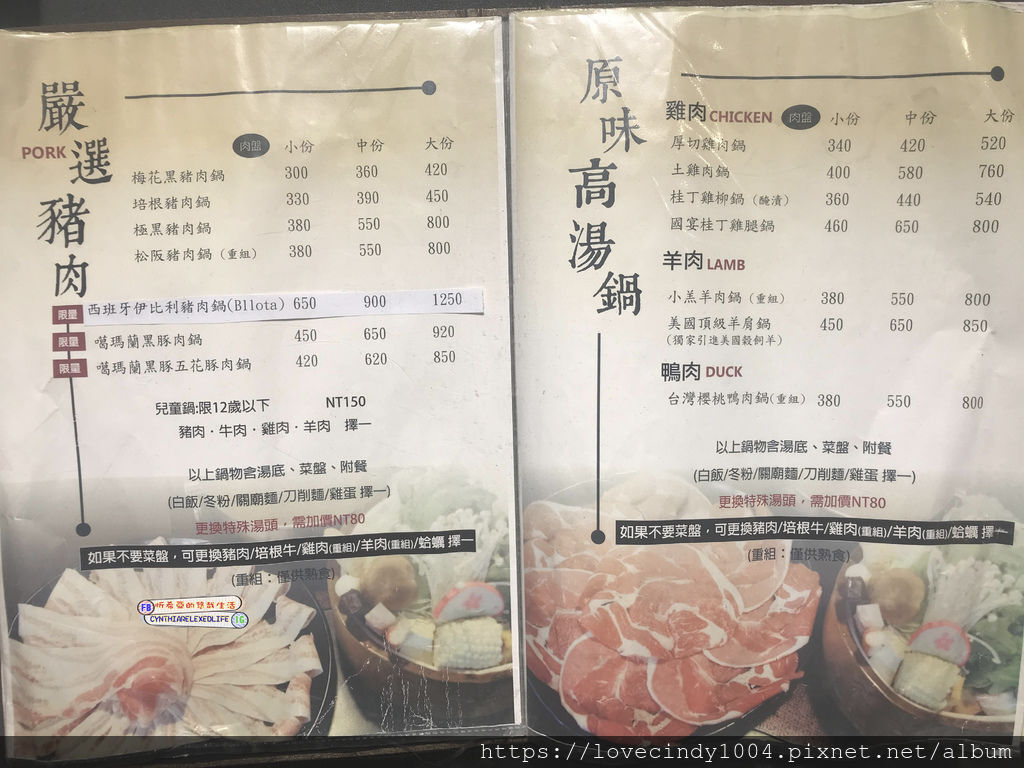 嚴選豬肉
PORK
肉盤 小份 中份 大份
梅花黑豬肉鍋 300 360 420
培根豬肉鍋 330 390 450
極黑豬肉鍋 380 550 800
松阪豬肉鍋 (重組) 380 550 800
限量 西班牙伊比利豬肉鍋(Bllota) 650 900 1250
限量 噶瑪蘭黑豚肉鍋 450 650 920
限量 噶瑪蘭黑豚五花豚肉鍋 420 620 850
兒童鍋:限12歲以下 NT150
豬肉·牛肉·雞肉·羊肉 擇一
以上鍋物含湯底、菜盤、附餐
(白飯/冬粉/關廟麵/刀削麵/雞蛋 擇一)
更換特殊湯頭，需加價NT80
如果不要菜盤，可更換豬肉/培根牛/雞肉(重組)/羊肉(重組)/蛤蠣 擇一
(重組：僅供熟食)
FB 忻希亞的悠哉生活
CYNTHIARELEXEDLIFE IG
原味高湯鍋
雞肉 CHICKEN 肉盤 小份 中份 大份
厚切雞肉鍋 340 420 520
土雞肉鍋 400 580 760
桂丁雞柳鍋 (醃漬) 360 440 540
國宴桂丁雞腿鍋 460 650 800
羊肉 LAMB
小羔羊肉鍋 (重組) 380 550 800
美國頂級羊肩鍋 450 650 850
(獨家引進美國穀飼羊)
鴨肉 DUCK
台灣櫻桃鴨肉鍋(重組) 380 550 800
以上鍋物含湯底、菜盤、附餐
(白飯/冬粉/關廟麵/刀削麵/雞蛋 擇一)
更換特殊湯頭，需加價NT80
如果不要菜盤，可更換豬肉/培根牛/雞肉(重組)/羊肉(重組)/蛤蠣 擇一
(重組：僅供熟食)
https://lovecindy1004.pixnet.net/album